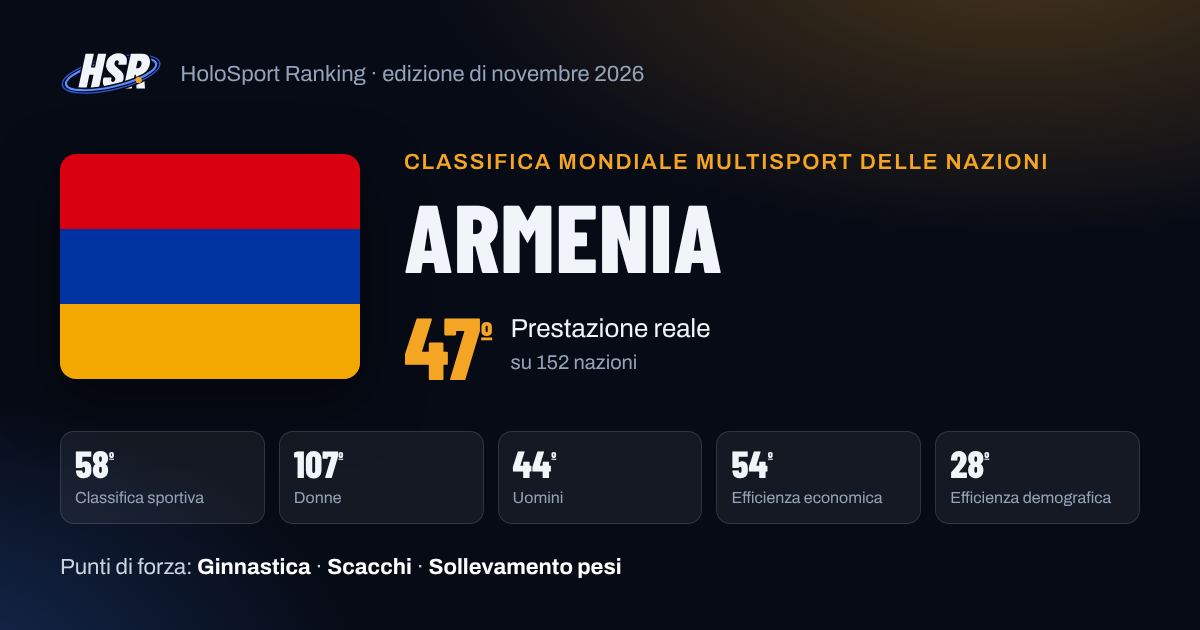 HSR
HoloSport Ranking · edizione di novembre 2026
CLASSIFICA MONDIALE MULTISPORT DELLE NAZIONI
ARMENIA
47º
Prestazione reale
su 152 nazioni
58º
Classifica sportiva
107º
Donne
44º
Uomini
54º
Efficienza economica
28º
Efficienza demografica
Punti di forza: Ginnastica · Scacchi · Sollevamento pesi